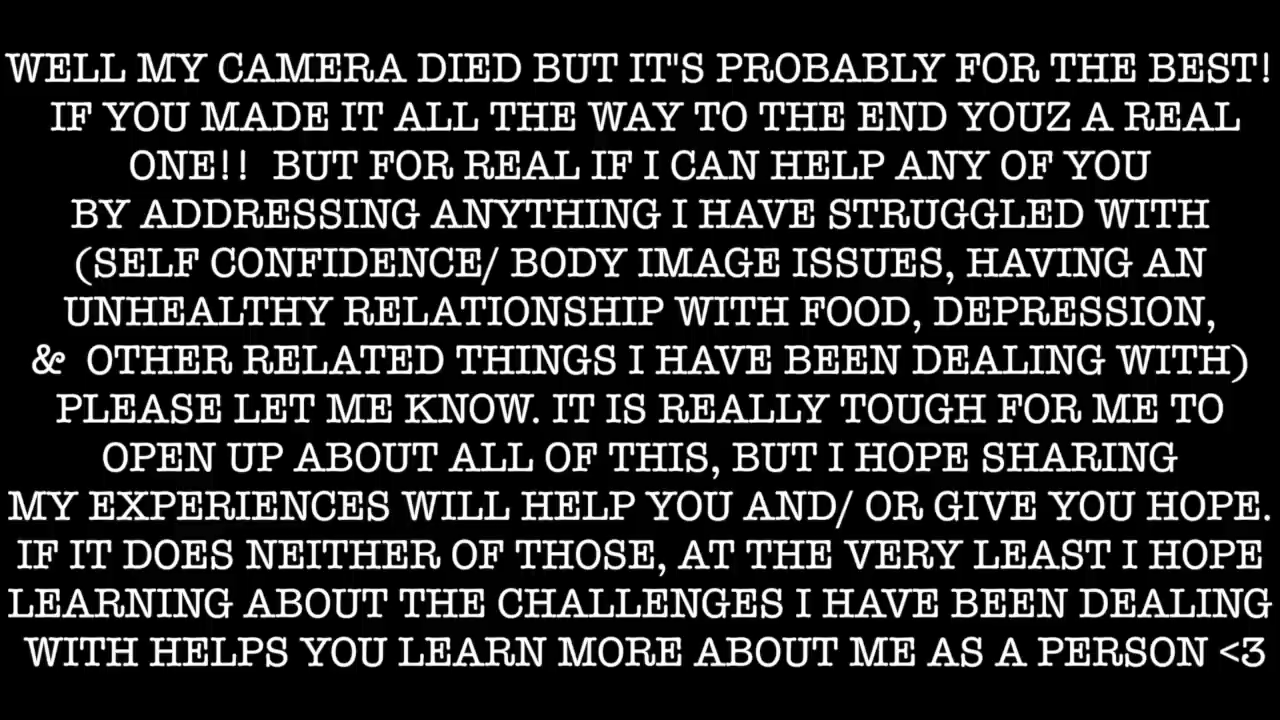 WELL MY CAMERA DIED BUT IT'S PROBABLY FOR THE BEST!
IF YOU MADE IT ALL THE WAY TO THE END YOUZ A REAL
ONE!!  BUT FOR REAL IF I CAN HELP ANY OF YOU
BY ADDRESSING ANYTHING I HAVE STRUGGLED WITH
(SELF CONFIDENCE/ BODY IMAGE ISSUES, HAVING AN
UNHEALTHY RELATIONSHIP WITH FOOD, DEPRESSION,
&  OTHER RELATED THINGS I HAVE BEEN DEALING WITH)
PLEASE LET ME KNOW. IT IS REALLY TOUGH FOR ME TO
OPEN UP ABOUT ALL OF THIS, BUT I HOPE SHARING
MY EXPERIENCES WILL HELP YOU AND/ OR GIVE YOU HOPE.
IF IT DOES NEITHER OF THOSE, AT THE VERY LEAST I HOPE
LEARNING ABOUT THE CHALLENGES I HAVE BEEN DEALING
WITH HELPS YOU LEARN MORE ABOUT ME AS A PERSON <3